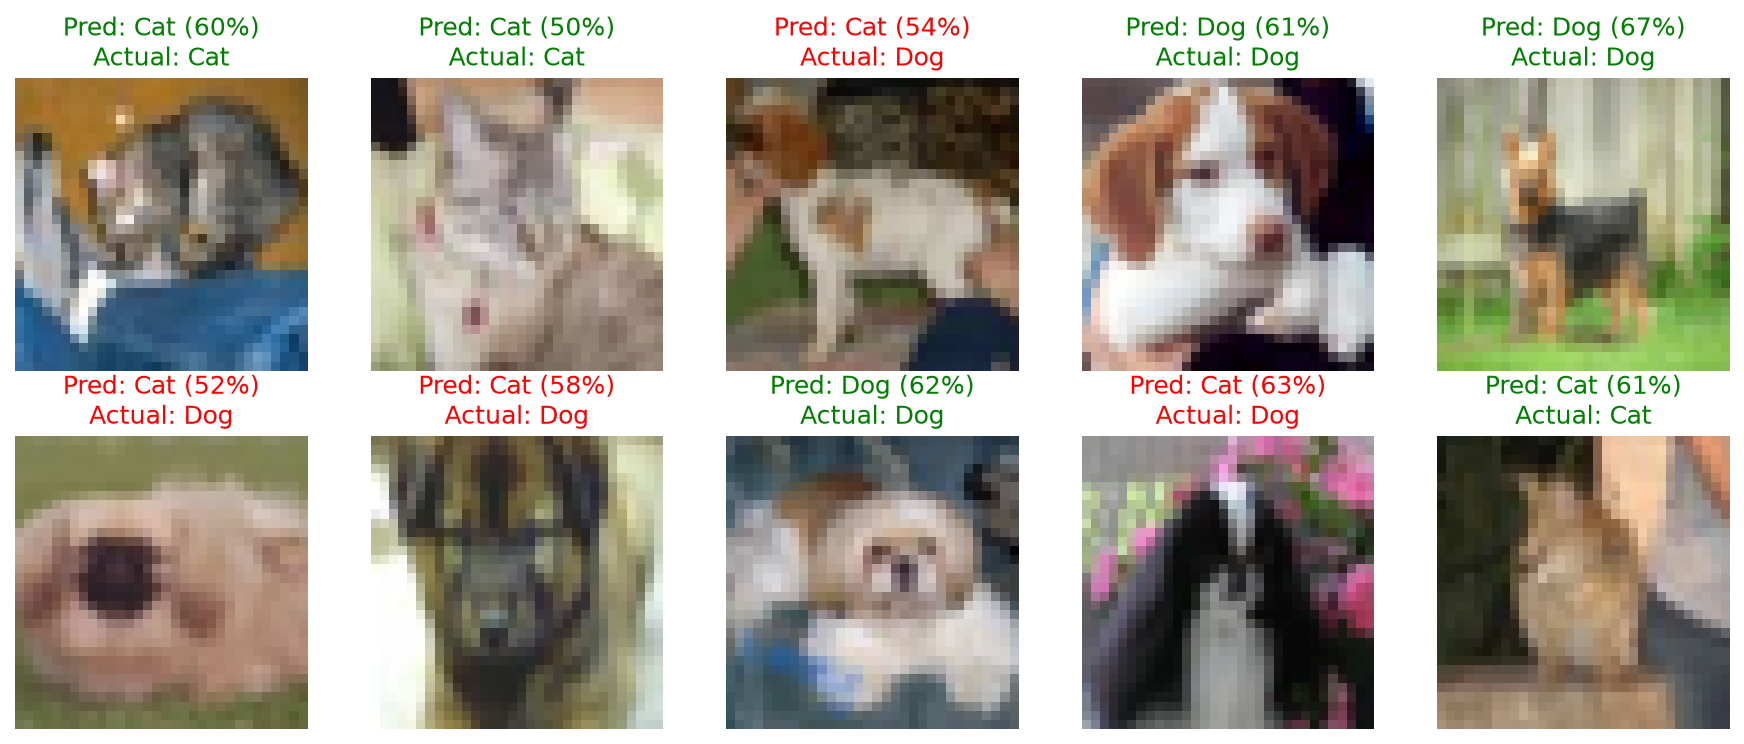 Pred: Cat (60%)
Actual: Cat
Pred: Cat (50%)
Actual: Cat
Pred: Cat (54%)
Actual: Dog
Pred: Dog (61%)
Actual: Dog
Pred: Dog (67%)
Actual: Dog
Pred: Cat (52%)
Actual: Dog
Pred: Cat (58%)
Actual: Dog
Pred: Dog (62%)
Actual: Dog
Pred: Cat (63%)
Actual: Dog
Pred: Cat (61%)
Actual: Cat